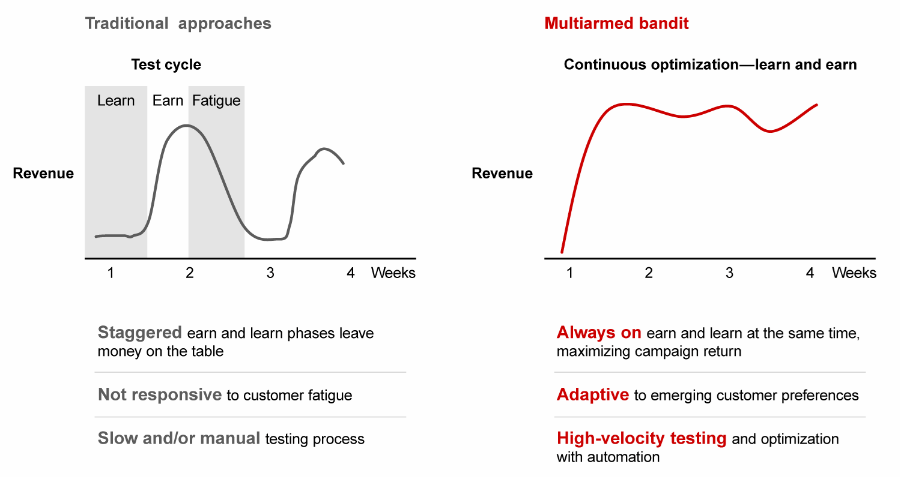 Traditional approaches
Test cycle
Learn Earn Fatigue
Revenue
1 2 3 4 Weeks
Staggered earn and learn phases leave
money on the table
Not responsive to customer fatigue
Slow and/or manual testing process
Multiarmed bandit
Continuous optimization—learn and earn
Revenue
1 2 3 4 Weeks
Always on earn and learn at the same time,
maximizing campaign return
Adaptive to emerging customer preferences
High-velocity testing and optimization
with automation